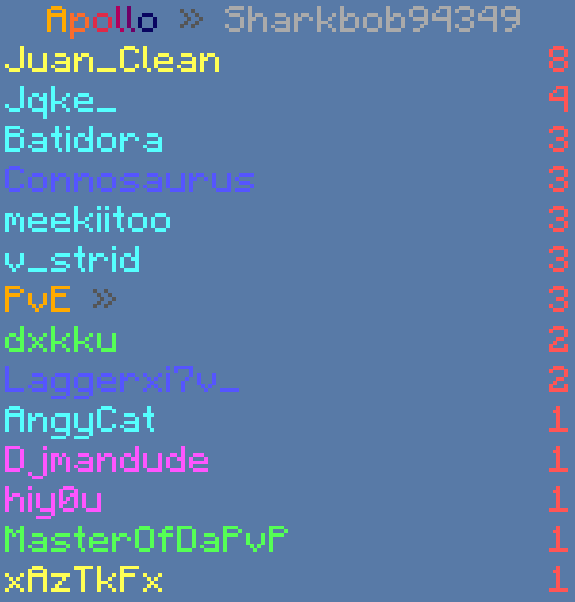 Apollo » Sharkbob94349
Juan_Clean 8
Jqke_ 4
Batidora 3
Connosaurus 3
meekiitoo 3
v_strid 3
PvE » 3
dxkku 2
Laggerxi7v_ 2
AngyCat 1
Djmandude 1
hiy0u 1
MasterOfDaPvP 1
xAzTkFx 1